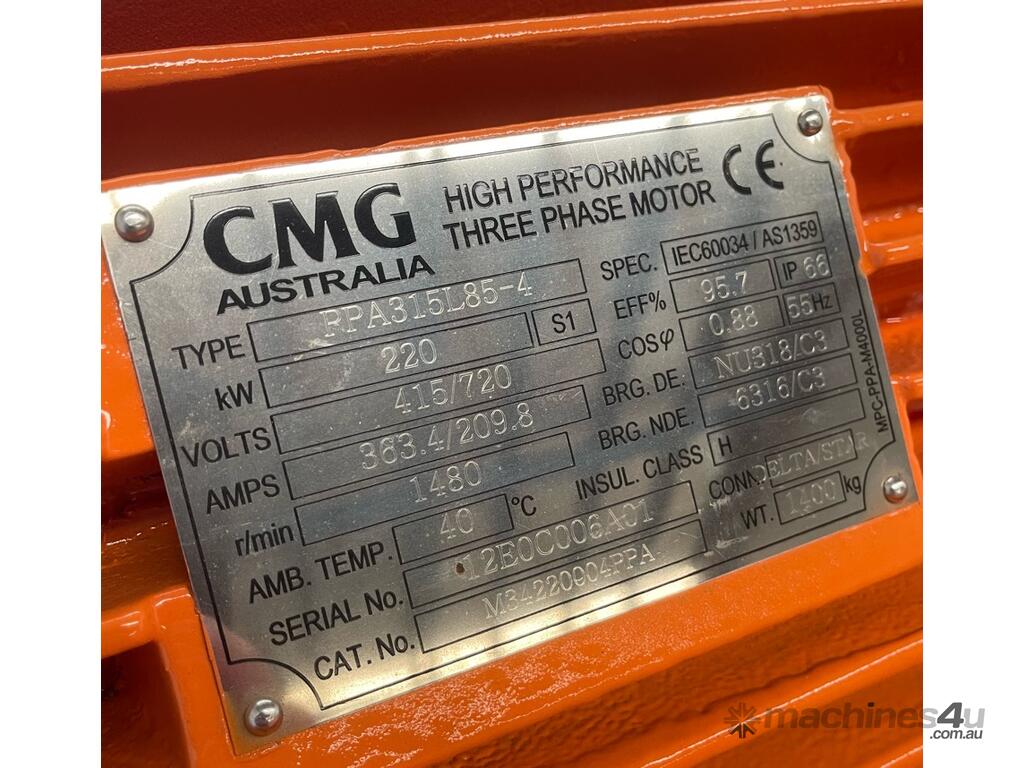 CMG
AUSTRALIA
HIGH PERFORMANCE
THREE PHASE MOTOR
CE
TYPE PPA315L85-4
SPEC. IEC60034 / AS1359
kW 220 S1
EFF% 95.7 IP 66
VOLTS 415/720
COSφ 0.88 55Hz
AMPS 363.4/209.8
BRG. DE. NU318/C3
r/min 1480
BRG. NDE. 6316/C3
AMB. TEMP. 40 °C
INSUL. CLASS H
CONN DELTA/STAR
SERIAL No. 12E0C006A01
WT. 1400 kg
CAT. No. M34220904PPA
MPC-PPA-M4000L
machines4u
.com.au